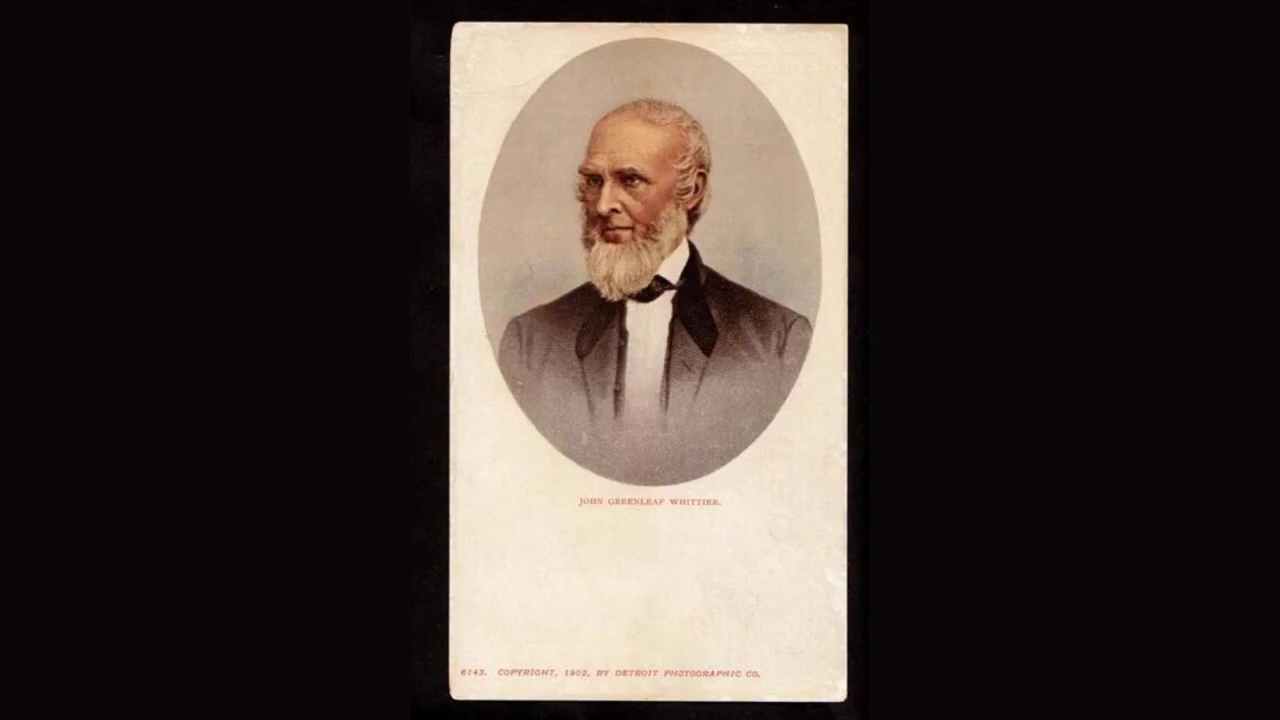 JOHN GREENLEAF WHITTIER.
6143. COPYRIGHT, 1902, BY DETROIT PHOTOGRAPHIC CO.